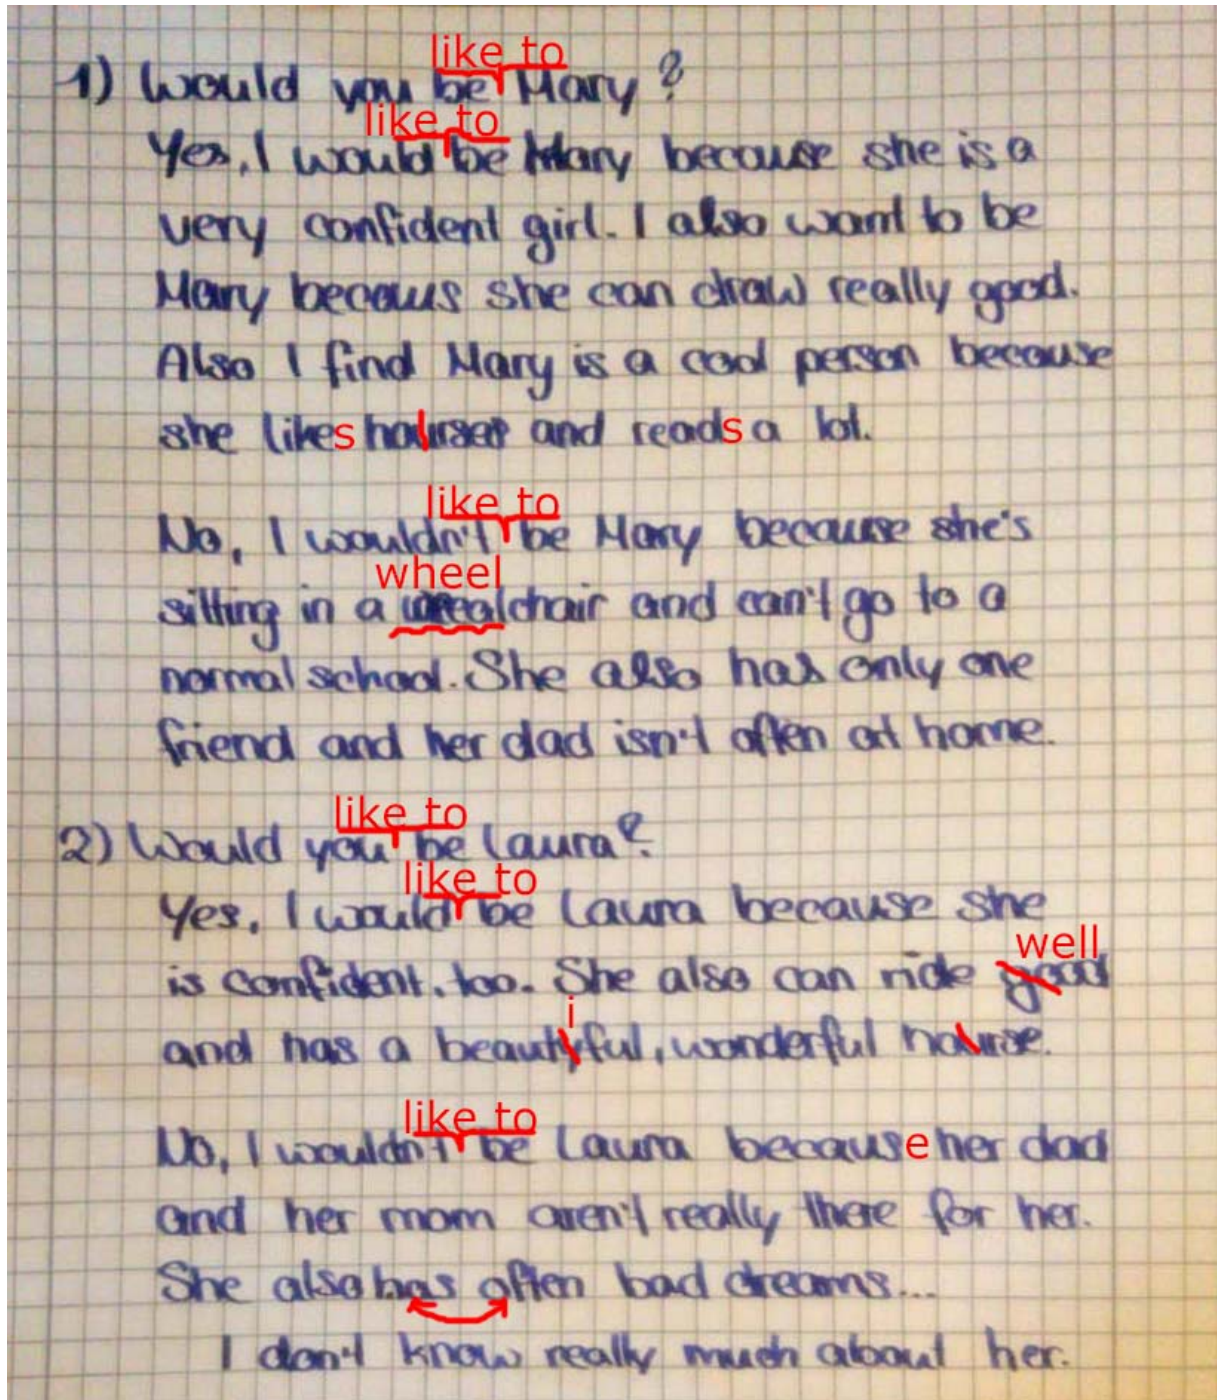 like to
1) Would you be Mary?
like to
Yes, I would be Mary because she is a
very confident girl. I also want to be
Mary becaus she can draw really good.
Also I find Mary is a cool person because
she likes hourses and reads a lot.
like to
No, I wouldn't be Mary because she's
wheel
sitting in a chair and can't go to a
normal school. She also has only one
friend and her dad isn't often at home.
like to
2) Would you be Laura?
like to
Yes, I would be Laura because she
well
is confident, too. She also can ride good
i
and has a beautyful, wonderful hourse.
like to
No, I wouldn't be Laura because her dad
and her mom aren't really there for her.
She also has often bad dreams...
I don't know really much about her.